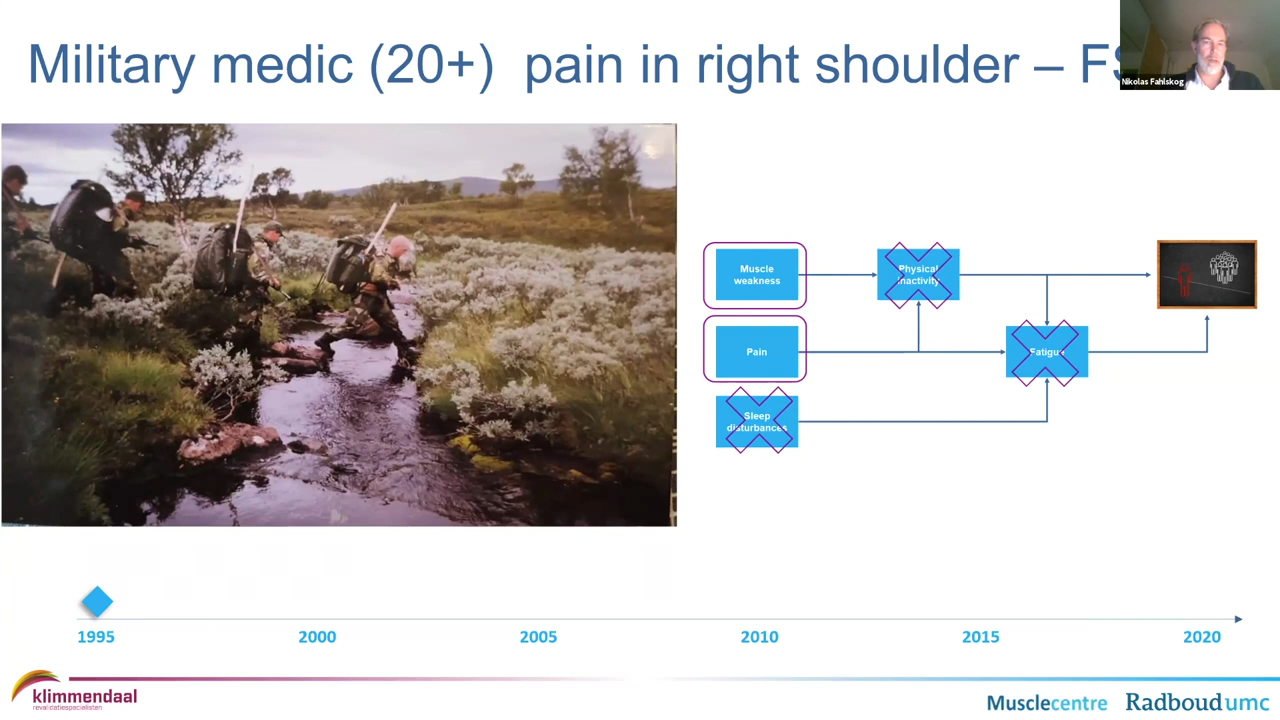 Military medic (20+) pain in right shoulder – FS
Nikolas Fahlskog
Muscle
weakness
Physical
inactivity
Pain
Fatigue
Sleep
disturbances
1995 2000 2005 2010 2015 2020
klimmendaal
revalidatiespecialisten
Musclecentre Radboudumc